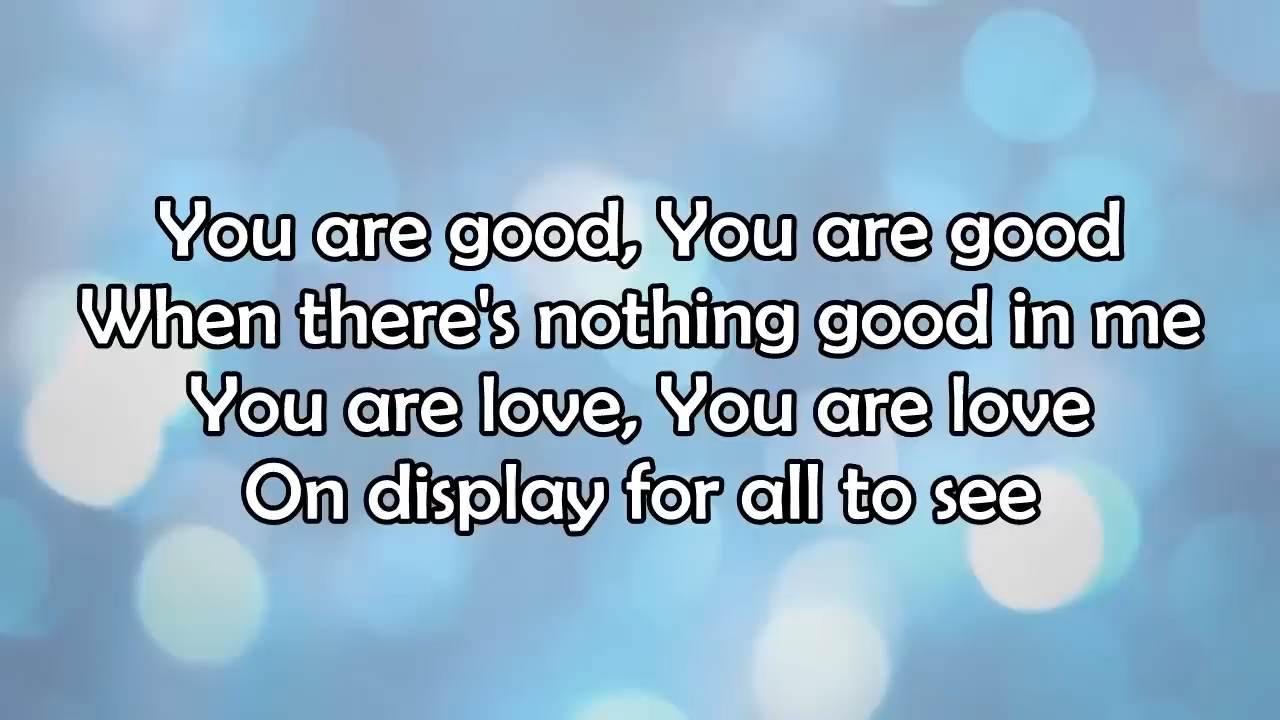 You are good, You are good
When there's nothing good in me
You are love, You are love
On display for all to see